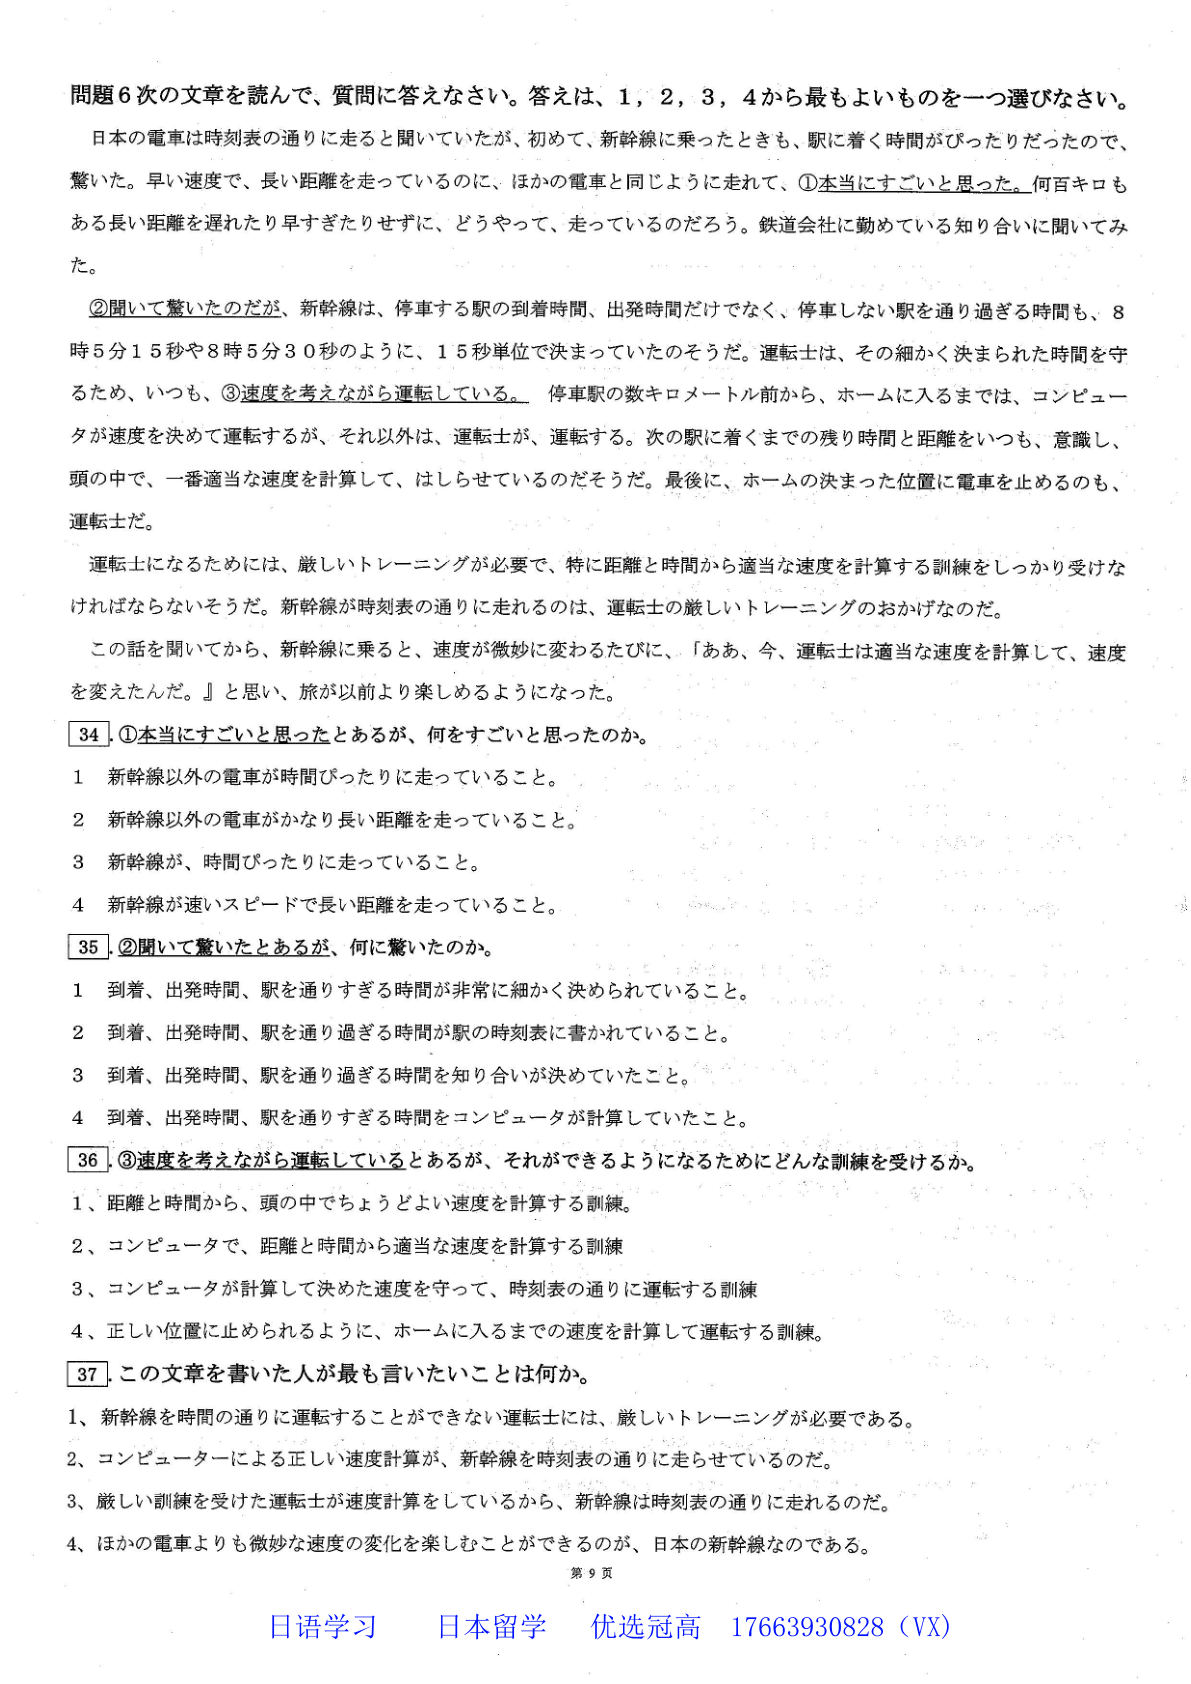 問題６次の文章を読んで、質問に答えなさい。答えは、１，２，３，４から最もよいものを一つ選びなさい。
日本の電車は時刻表の通りに走ると聞いていたが、初めて、新幹線に乗ったときも、駅に着く時間がぴったりだったので、
驚いた。早い速度で、長い距離を走っているのに、ほかの電車と同じように走れて、①本当にすごいと思った。何百キロも
ある長い距離を遅れたり早すぎたりせずに、どうやって、走っているのだろう。鉄道会社に勤めている知り合いに聞いてみ
た。
②聞いて驚いたのだが、新幹線は、停車する駅の到着時間、出発時間だけでなく、停車しない駅を通り過ぎる時間も、８
時５分１５秒や８時５分３０秒のように、１５秒単位で決まっていたのそうだ。運転士は、その細かく決まられた時間を守
るため、いつも、③速度を考えながら運転している。　停車駅の数キロメートル前から、ホームに入るまでは、コンピュー
タが速度を決めて運転するが、それ以外は、運転士が、運転する。次の駅に着くまでの残り時間と距離をいつも、意識し、
頭の中で、一番適当な速度を計算して、はしらせているのだそうだ。最後に、ホームの決まった位置に電車を止めるのも、
運転士だ。
運転士になるためには、厳しいトレーニングが必要で、特に距離と時間から適当な速度を計算する訓練をしっかり受けな
ければならないそうだ。新幹線が時刻表の通りに走れるのは、運転士の厳しいトレーニングのおかげなのだ。
この話を聞いてから、新幹線に乗ると、速度が微妙に変わるたびに、「ああ、今、運転士は適当な速度を計算して、速度
を変えたんだ。』と思い、旅が以前より楽しめるようになった。
34．①本当にすごいと思ったとあるが、何をすごいと思ったのか。
１　新幹線以外の電車が時間ぴったりに走っていること。
２　新幹線以外の電車がかなり長い距離を走っていること。
３　新幹線が、時間ぴったりに走っていること。
４　新幹線が速いスピードで長い距離を走っていること。
35．②聞いて驚いたとあるが、何に驚いたのか。
１　到着、出発時間、駅を通りすぎる時間が非常に細かく決められていること。
２　到着、出発時間、駅を通り過ぎる時間が駅の時刻表に書かれていること。
３　到着、出発時間、駅を通り過ぎる時間を知り合いが決めていたこと。
４　到着、出発時間、駅を通りすぎる時間をコンピュータが計算していたこと。
36．③速度を考えながら運転しているとあるが、それができるようになるためにどんな訓練を受けるか。
１、距離と時間から、頭の中でちょうどよい速度を計算する訓練。
２、コンピュータで、距離と時間から適当な速度を計算する訓練
３、コンピュータが計算して決めた速度を守って、時刻表の通りに運転する訓練
４、正しい位置に止められるように、ホームに入るまでの速度を計算して運転する訓練。
37．この文章を書いた人が最も言いたいことは何か。
1、新幹線を時間の通りに運転することができない運転士には、厳しいトレーニングが必要である。
2、コンピューターによる正しい速度計算が、新幹線を時刻表の通りに走らせているのだ。
3、厳しい訓練を受けた運転士が速度計算をしているから、新幹線は時刻表の通りに走れるのだ。
4、ほかの電車よりも微妙な速度の変化を楽しむことができるのが、日本の新幹線なのである。
第 9 页
日语学习　日本留学　优选冠高　17663930828（VX）